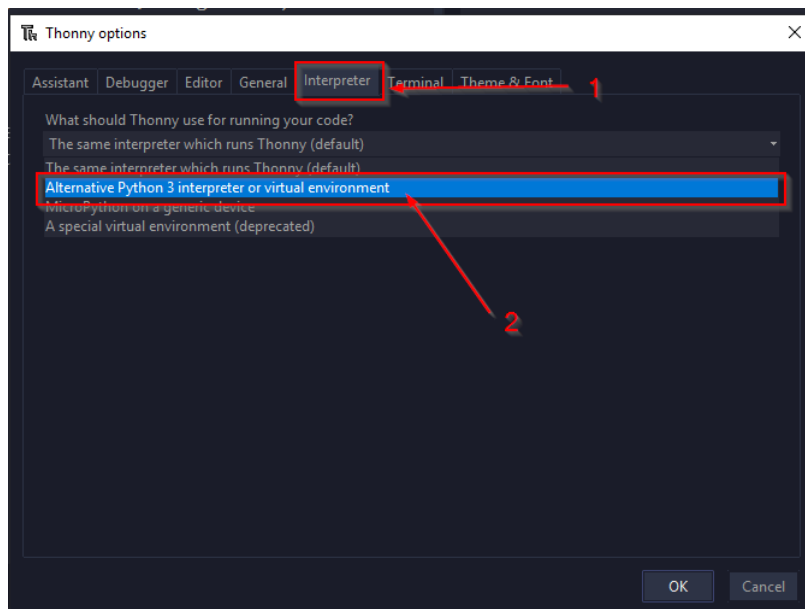 Thonny options
Assistant Debugger Editor General Interpreter Terminal Theme & Font
1
What should Thonny use for running your code?
The same interpreter which runs Thonny (default)
The same interpreter which runs Thonny (default)
Alternative Python 3 interpreter or virtual environment
MicroPython on a generic device
A special virtual environment (deprecated)
2
OK Cancel